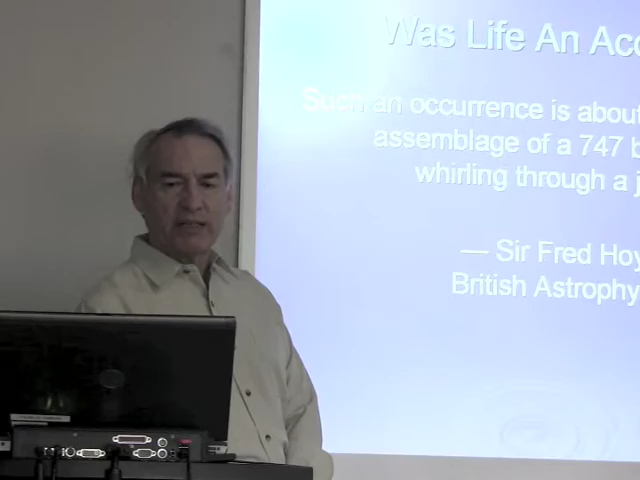 Was Life An Acc
Such an occurrence is about
assemblage of a 747 b
whirling through a j
— Sir Fred Hoy
British Astrophy